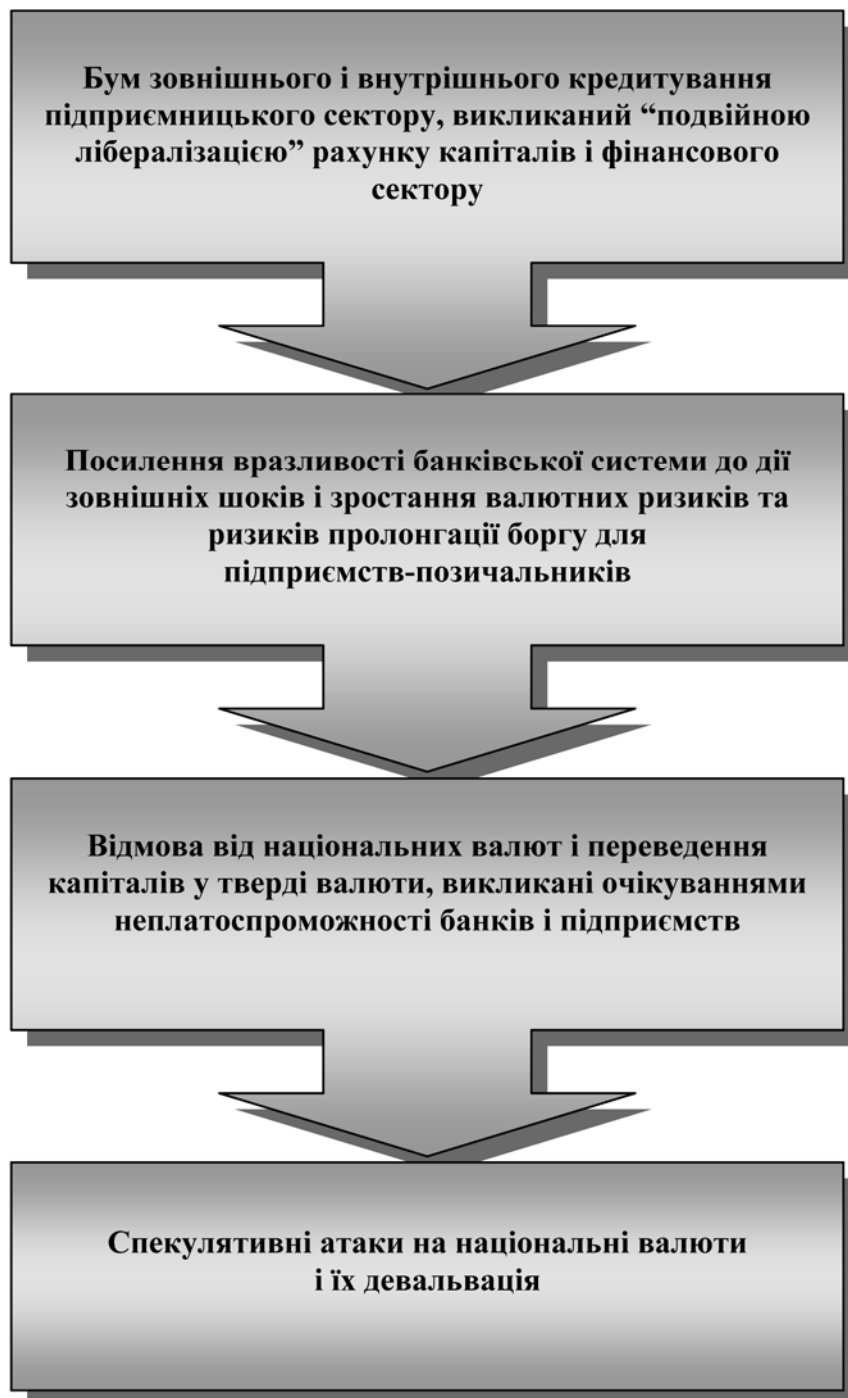 Бум зовнішнього і внутрішнього кредитування
підприємницького сектору, викликаний “подвійною
лібералізацією” рахунку капіталів і фінансового
сектору
Посилення вразливості банківської системи до дії
зовнішніх шоків і зростання валютних ризиків та
ризиків пролонгації боргу для
підприємств-позичальників
Відмова від національних валют і переведення
капіталів у тверді валюти, викликані очікуваннями
неплатоспроможності банків і підприємств
Спекулятивні атаки на національні валюти
і їх девальвація